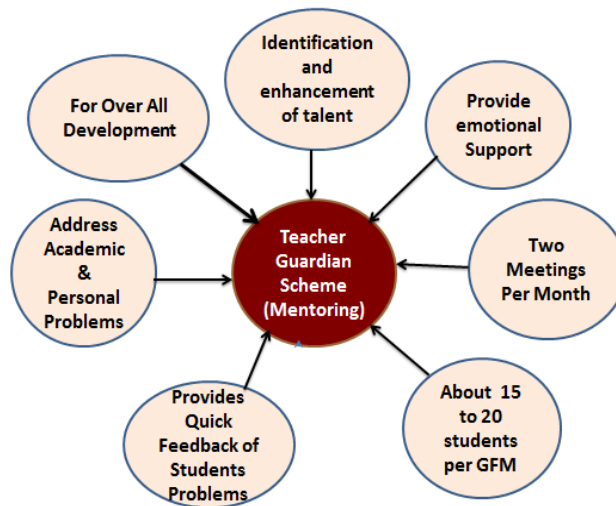 Identification
and
enhancement
of talent
For Over All
Development
Provide
emotional
Support
Address
Academic
&
Personal
Problems
Teacher
Guardian
Scheme
(Mentoring)
Two
Meetings
Per Month
Provides
Quick
Feedback of
Students
Problems
About 15
to 20
students
per GFM